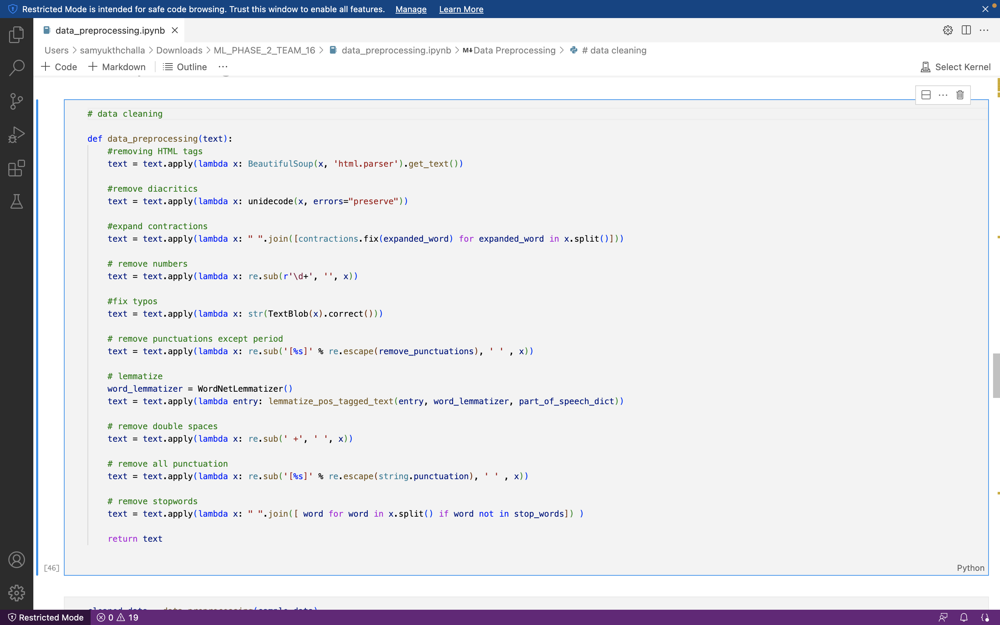 Restricted Mode is intended for safe code browsing. Trust this window to enable all features. Manage Learn More
data_preprocessing.ipynb
Users > samyukthchalla > Downloads > ML_PHASE_2_TEAM_16 > data_preprocessing.ipynb > M↓ Data Preprocessing > # data cleaning
+ Code + Markdown Outline ...
Select Kernel
# data cleaning
def data_preprocessing(text):
#removing HTML tags
text = text.apply(lambda x: BeautifulSoup(x, 'html.parser').get_text())
#remove diacritics
text = text.apply(lambda x: unidecode(x, errors="preserve"))
#expand contractions
text = text.apply(lambda x: " ".join([contractions.fix(expanded_word) for expanded_word in x.split()]))
# remove numbers
text = text.apply(lambda x: re.sub(r'\d+', '', x))
#fix typos
text = text.apply(lambda x: str(TextBlob(x).correct()))
# remove punctuations except period
text = text.apply(lambda x: re.sub('[%s]' % re.escape(remove_punctuations), ' ' , x))
# lemmatize
word_lemmatizer = WordNetLemmatizer()
text = text.apply(lambda entry: lemmatize_pos_tagged_text(entry, word_lemmatizer, part_of_speech_dict))
# remove double spaces
text = text.apply(lambda x: re.sub(' +', ' ', x))
# remove all punctuation
text = text.apply(lambda x: re.sub('[%s]' % re.escape(string.punctuation), ' ' , x))
# remove stopwords
text = text.apply(lambda x: " ".join([ word for word in x.split() if word not in stop_words]) )
return text
[46]
Python
cleaned_data = data_preprocessing(sample_data)
Restricted Mode 0 19